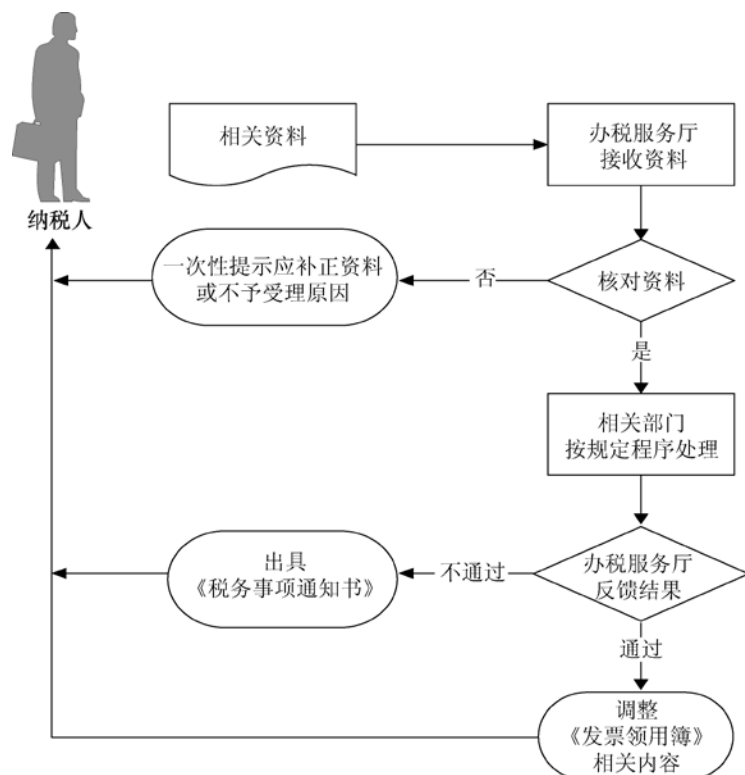 相关资料
办税服务厅
接收资料
纳税人
一次性提示应补正资料
或不予受理原因
否
核对资料
是
相关部门
按规定程序处理
出具
《税务事项通知书》
不通过
办税服务厅
反馈结果
通过
调整
《发票领用簿》
相关内容